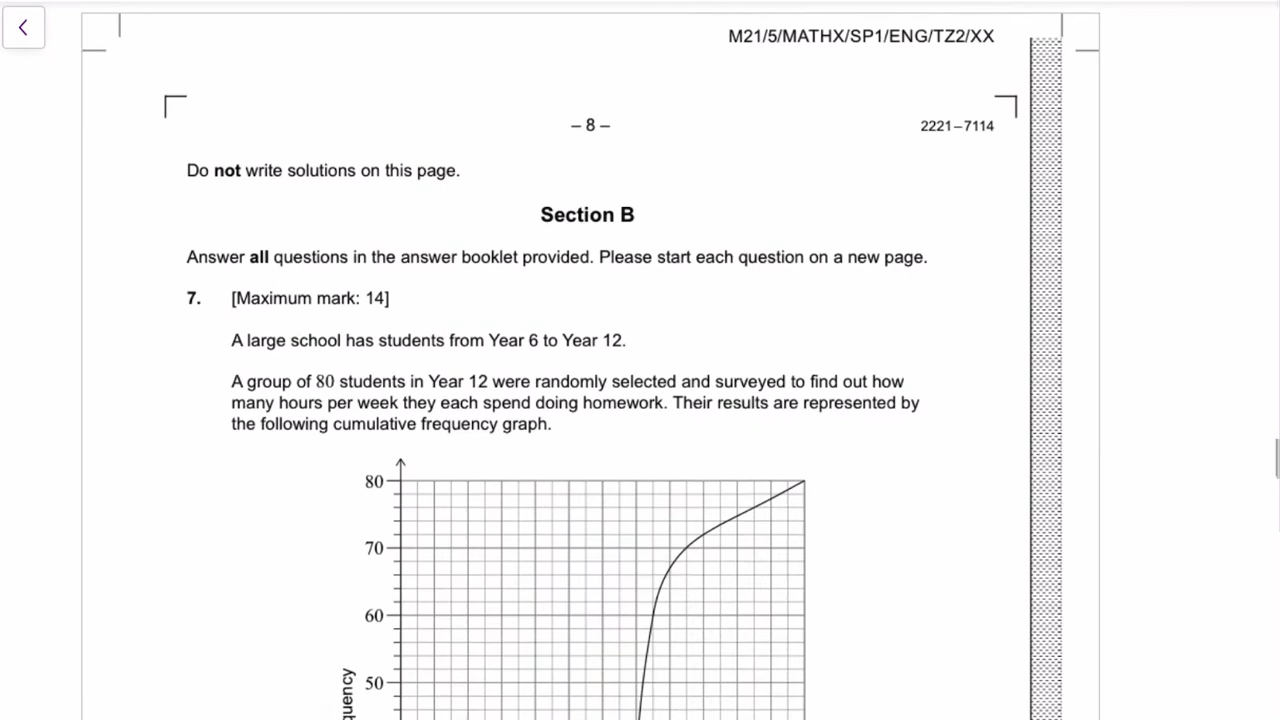 M21/5/MATHX/SP1/ENG/TZ2/XX
– 8 –
2221–7114
Do not write solutions on this page.
Section B
Answer all questions in the answer booklet provided. Please start each question on a new page.
7. [Maximum mark: 14]
A large school has students from Year 6 to Year 12.
A group of 80 students in Year 12 were randomly selected and surveyed to find out how
many hours per week they each spend doing homework. Their results are represented by
the following cumulative frequency graph.
80
70
60
50
quency